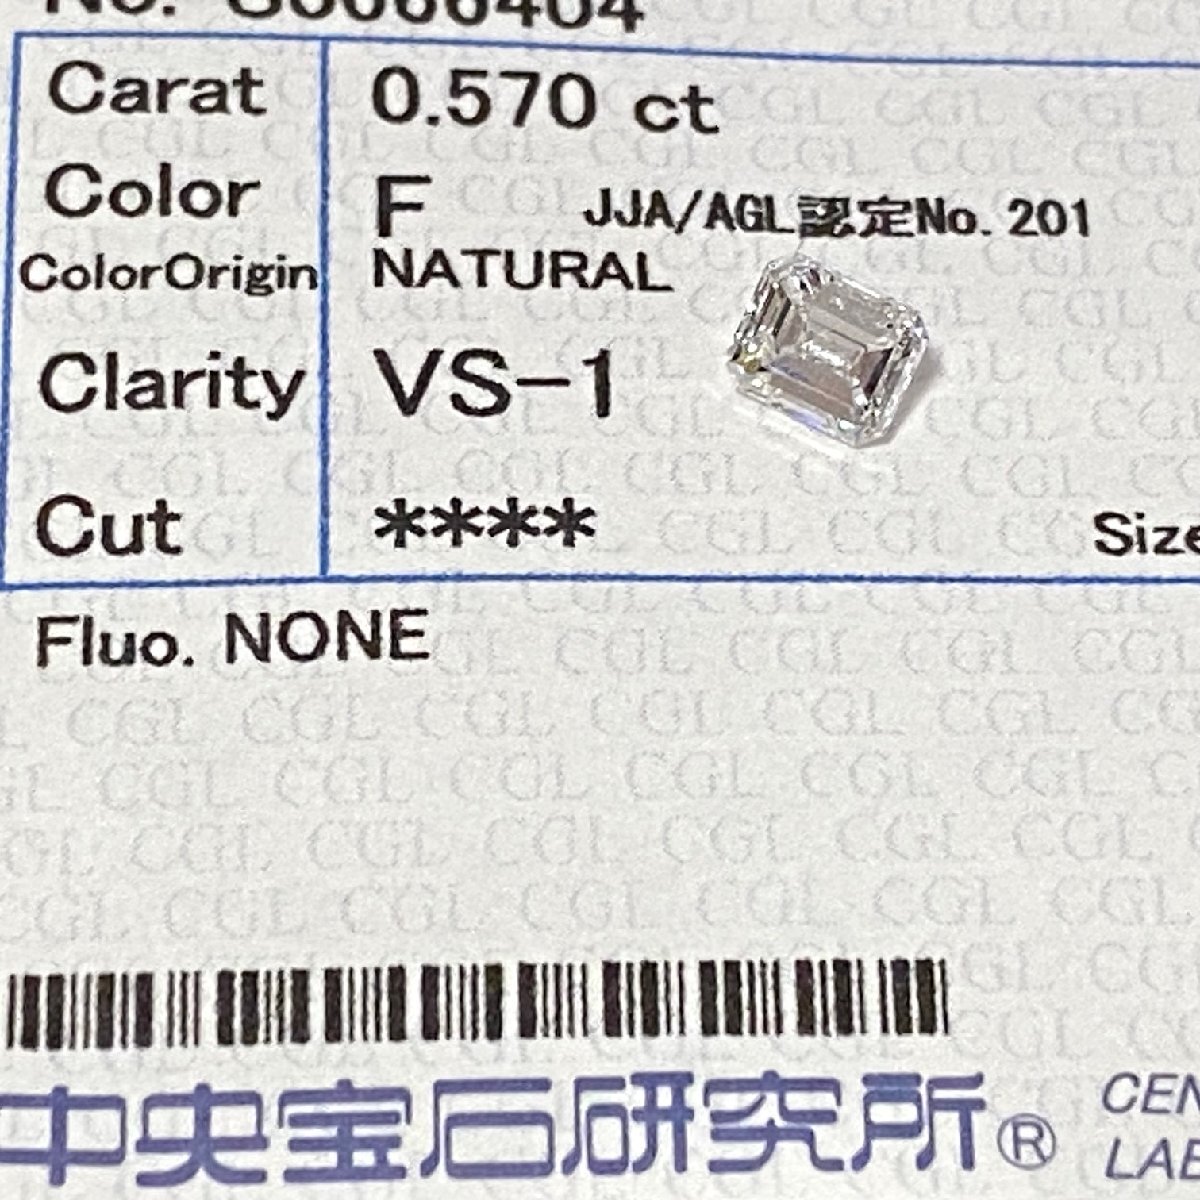 Carat 0.570 ct
Color F JJA/AGL認定No. 201
ColorOrigin NATURAL
Clarity VS-1
Cut ****
Size
Fluo. NONE
中央宝石研究所®
CEN
LAB